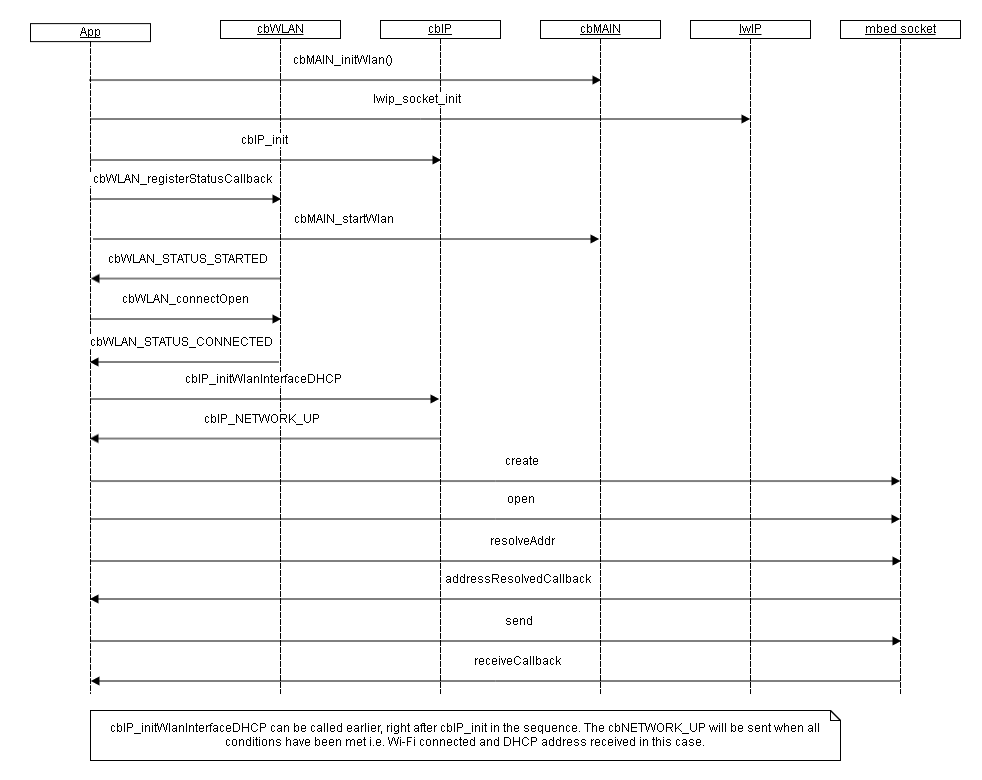 App
cbWLAN
cbIP
cbMAIN
lwIP
mbed socket
cbMAIN_initWlan()
lwip_socket_init
cbIP_init
cbWLAN_registerStatusCallback
cbMAIN_startWlan
cbWLAN_STATUS_STARTED
cbWLAN_connectOpen
cbWLAN_STATUS_CONNECTED
cbIP_initWlanInterfaceDHCP
cbIP_NETWORK_UP
create
open
resolveAddr
addressResolvedCallback
send
receiveCallback
cbIP_initWlanInterfaceDHCP can be called earlier, right after cbIP_init in the sequence. The cbNETWORK_UP will be sent when all
conditions have been met i.e. Wi-Fi connected and DHCP address received in this case.